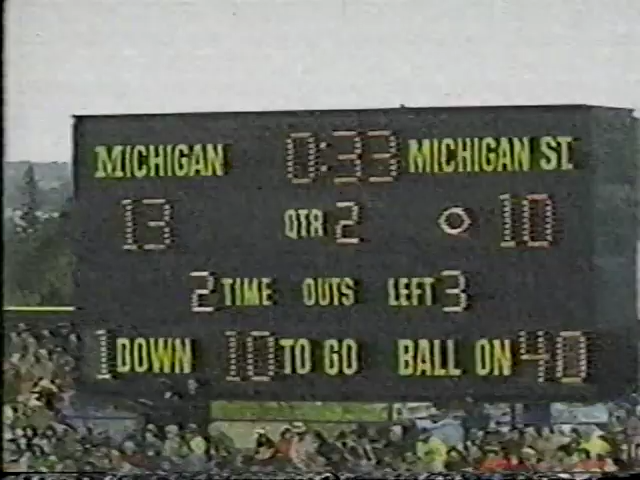 MICHIGAN 0:33 MICHIGAN ST.
13 QTR 2 10
2 TIME OUTS LEFT 3
1 DOWN 10 TO GO BALL ON 40